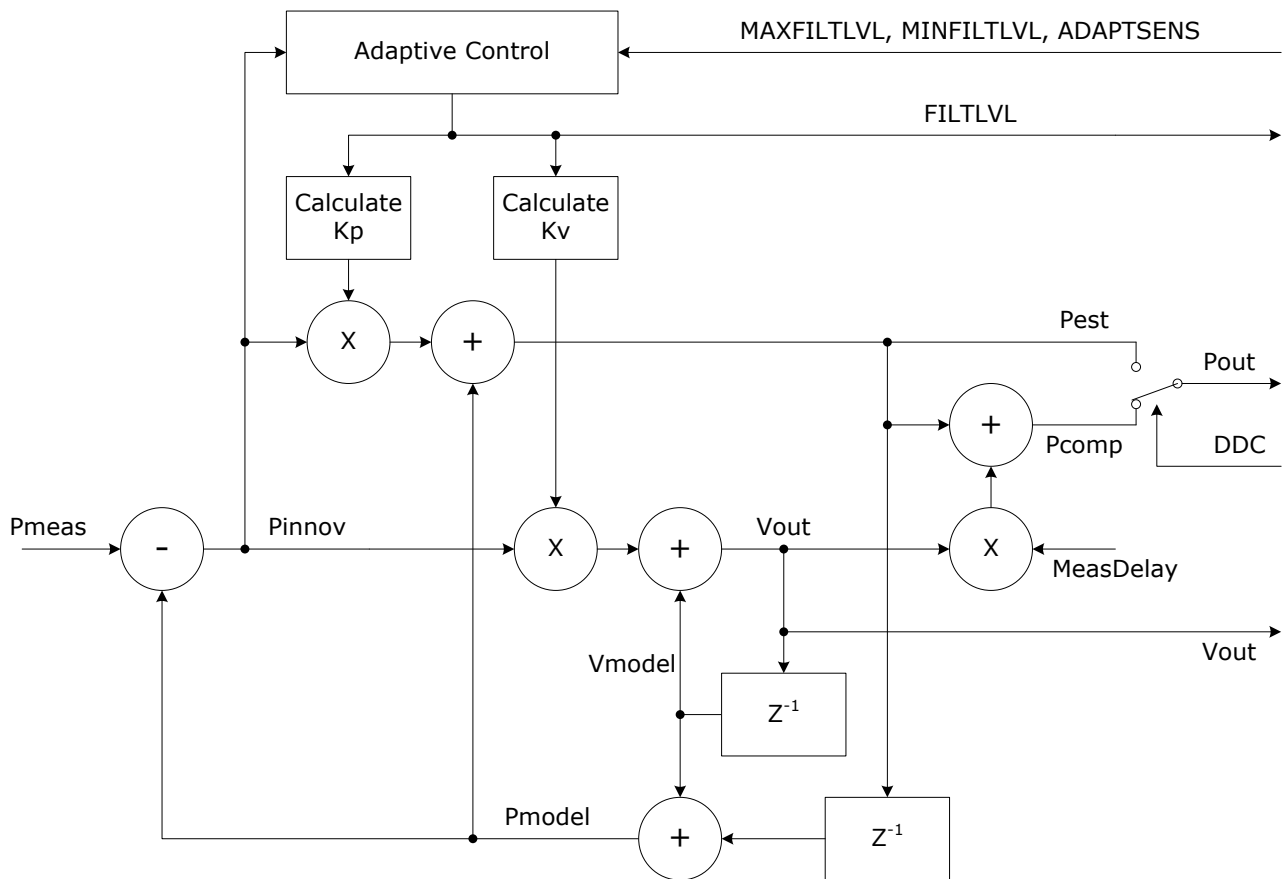 Adaptive Control
MAXFILTLVL, MINFILTLVL, ADAPTSENS
FILTLVL
Calculate
Kp
Calculate
Kv
X
+
Pest
Pout
+
Pcomp
DDC
Pmeas
-
Pinnov
X
+
Vout
X
MeasDelay
Vout
Vmodel
Z⁻¹
Pmodel
+
Z⁻¹